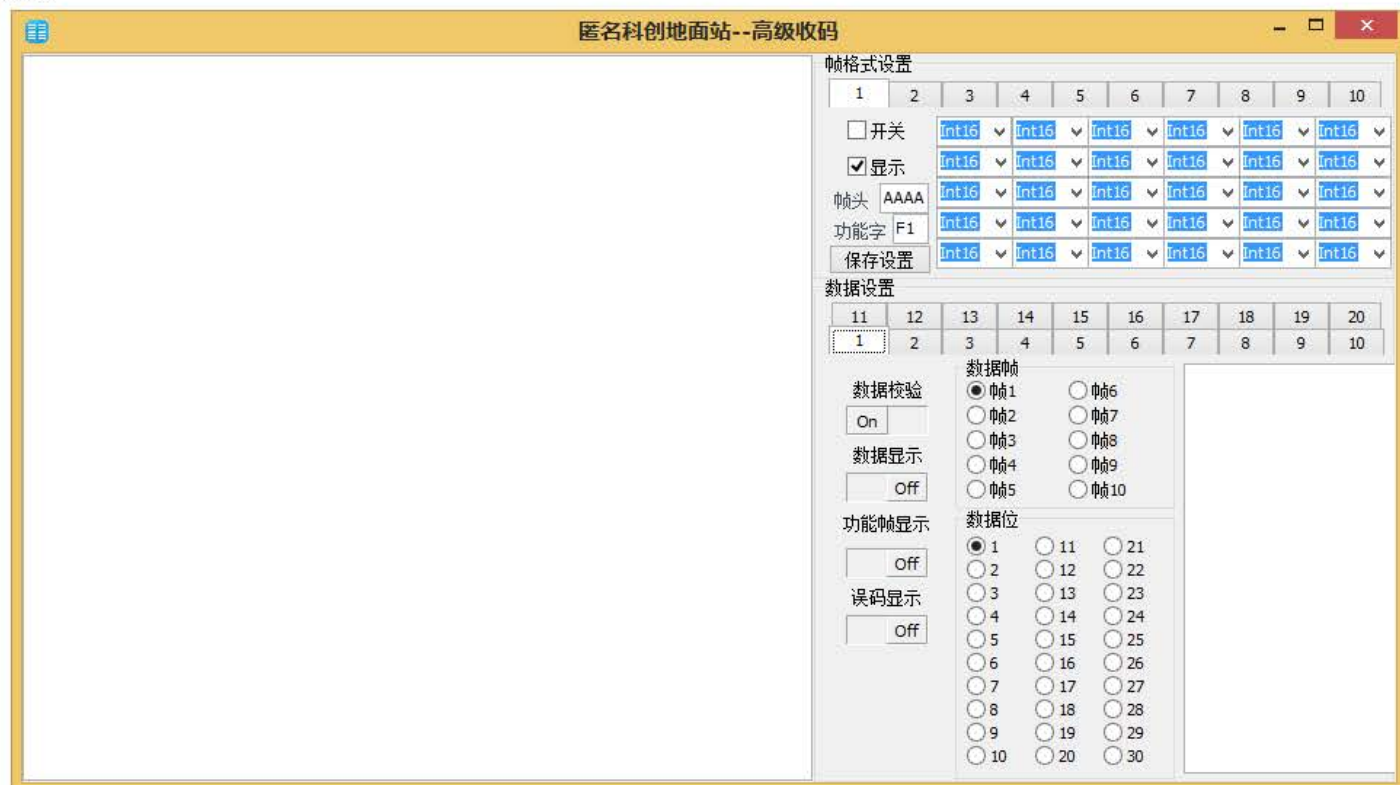 匿名科创地面站--高级收码
帧格式设置
1 2 3 4 5 6 7 8 9 10
开关 Int16 Int16 Int16 Int16 Int16 Int16
显示 Int16 Int16 Int16 Int16 Int16 Int16
帧头 AAAA Int16 Int16 Int16 Int16 Int16 Int16
功能字 F1 Int16 Int16 Int16 Int16 Int16 Int16
保存设置 Int16 Int16 Int16 Int16 Int16 Int16
数据设置
11 12 13 14 15 16 17 18 19 20
1 2 3 4 5 6 7 8 9 10
数据校验
On
数据显示
Off
功能帧显示
Off
误码显示
Off
数据帧
帧1 帧6
帧2 帧7
帧3 帧8
帧4 帧9
帧5 帧10
数据位
1 11 21
2 12 22
3 13 23
4 14 24
5 15 25
6 16 26
7 17 27
8 18 28
9 19 29
10 20 30